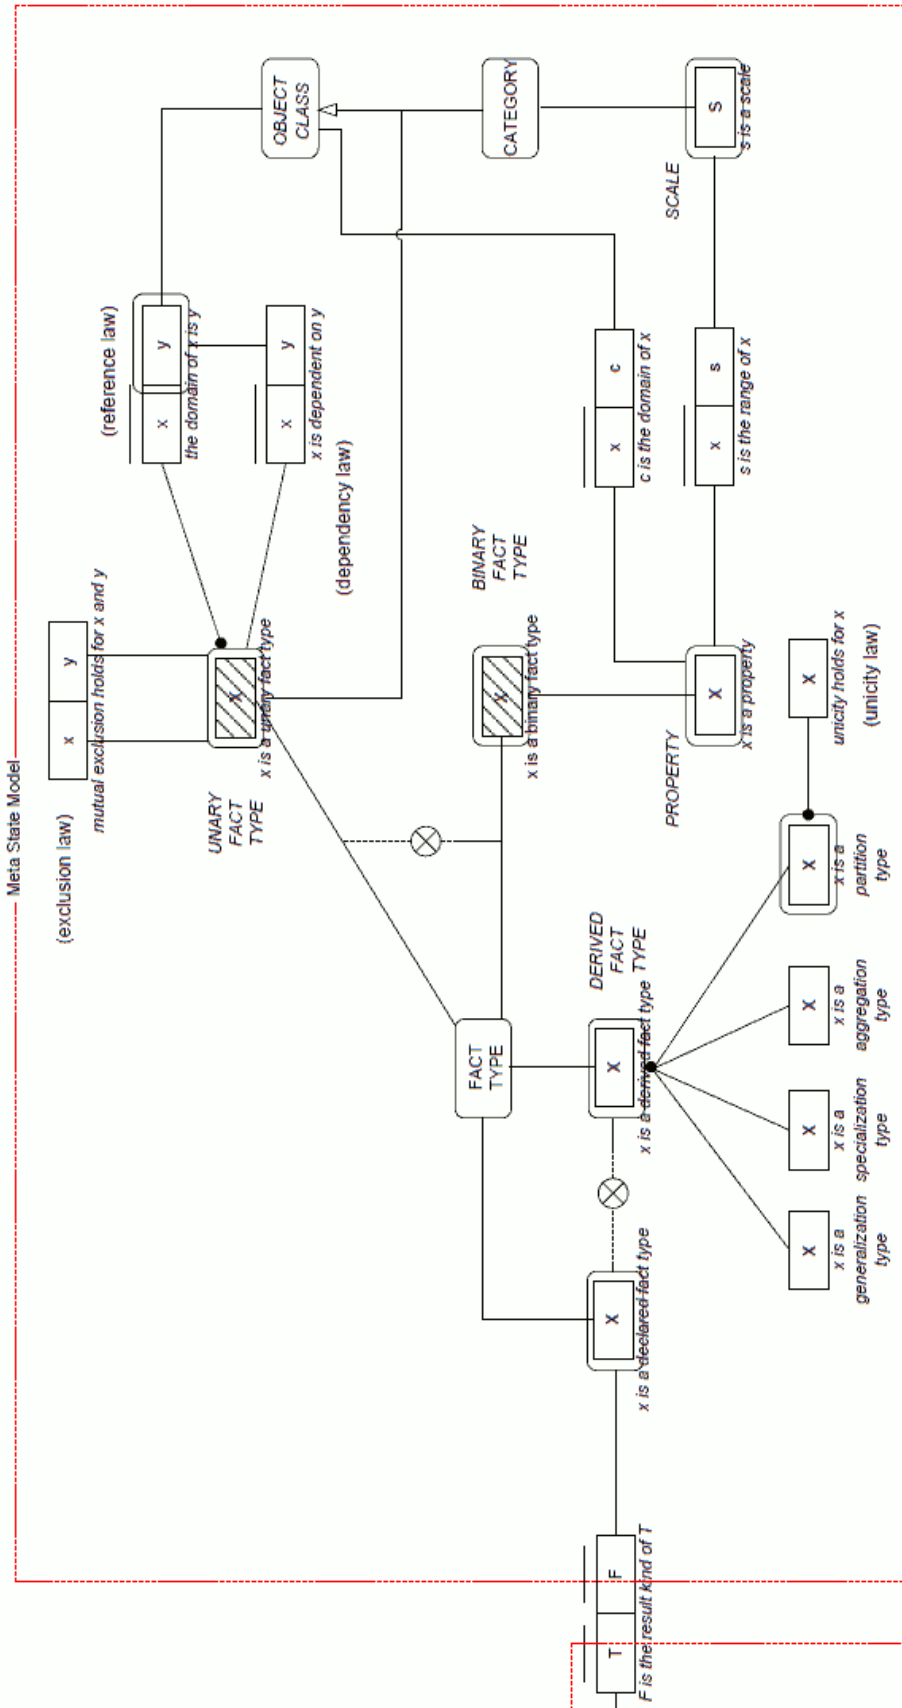 Meta State Model
(exclusion law)
x
y
mutual exclusion holds for x and y
UNARY
FACT
TYPE
X
x is a unary fact type
(reference law)
x
y
the domain of x is y
x
y
x is dependent on y
(dependency law)
OBJECT
CLASS
CATEGORY
S
s is a scale
SCALE
BINARY
FACT
TYPE
X
x is a binary fact type
x
c
c is the domain of x
x
s
s is the range of x
PROPERTY
X
x is a property
X
unicity holds for x
(unicity law)
FACT
TYPE
DERIVED
FACT
TYPE
X
x is a derived fact type
X
x is a
partition
type
X
x is a
aggregation
type
X
x is a
specialization
type
X
x is a
generalization
type
X
x is a declared fact type
T
F
F is the result kind of T